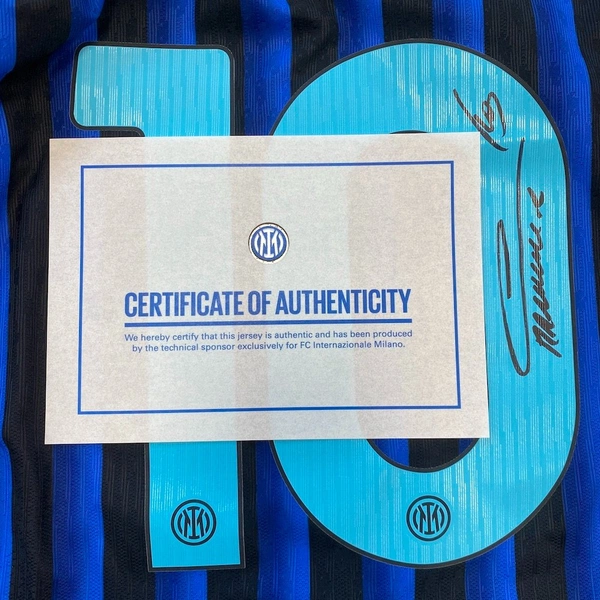 10
CERTIFICATE OF AUTHENTICITY
We hereby certify that this jersey is authentic and has been produced
by the technical sponsor exclusively for FC Internazionale Milano.